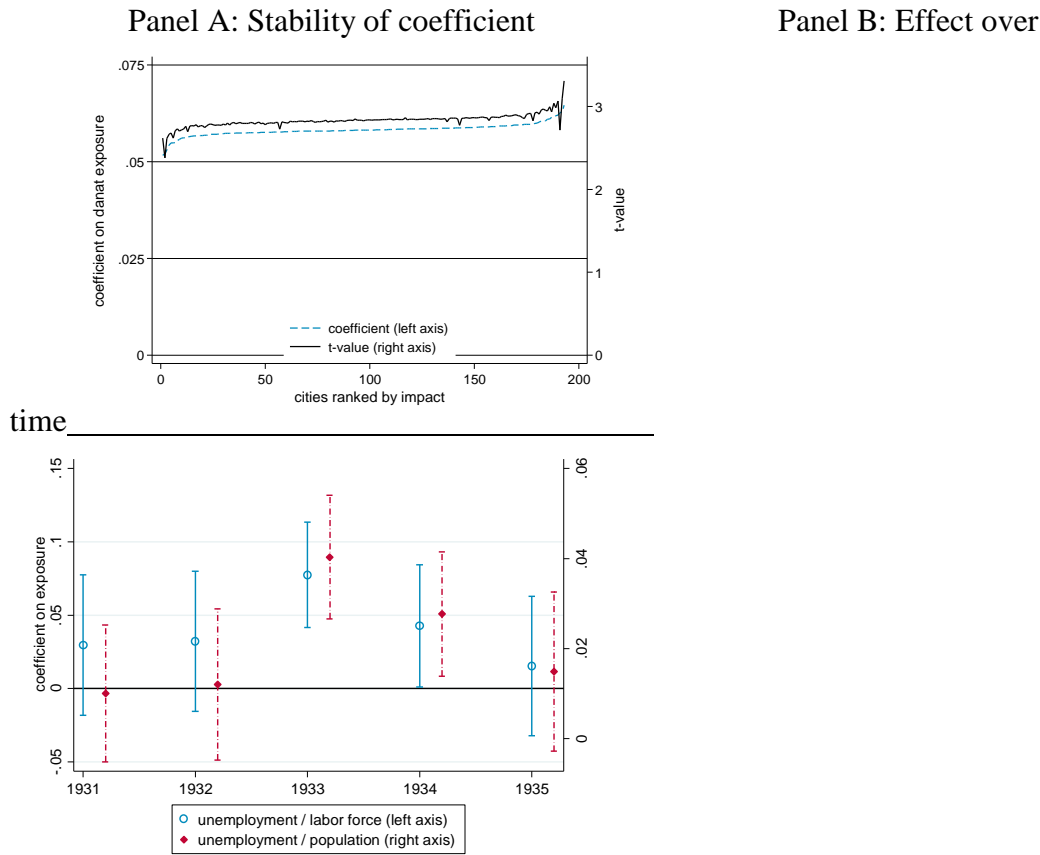 Panel A: Stability of coefficient Panel B: Effect over
.075
.05
.025
0
coefficient on danat exposure
3
2
1
0
t-value
coefficient (left axis)
t-value (right axis)
0 50 100 150 200
cities ranked by impact
time
.15
.1
.05
0
-.05
coefficient on exposure
.06
.04
.02
0
1931 1932 1933 1934 1935
unemployment / labor force (left axis)
unemployment / population (right axis)